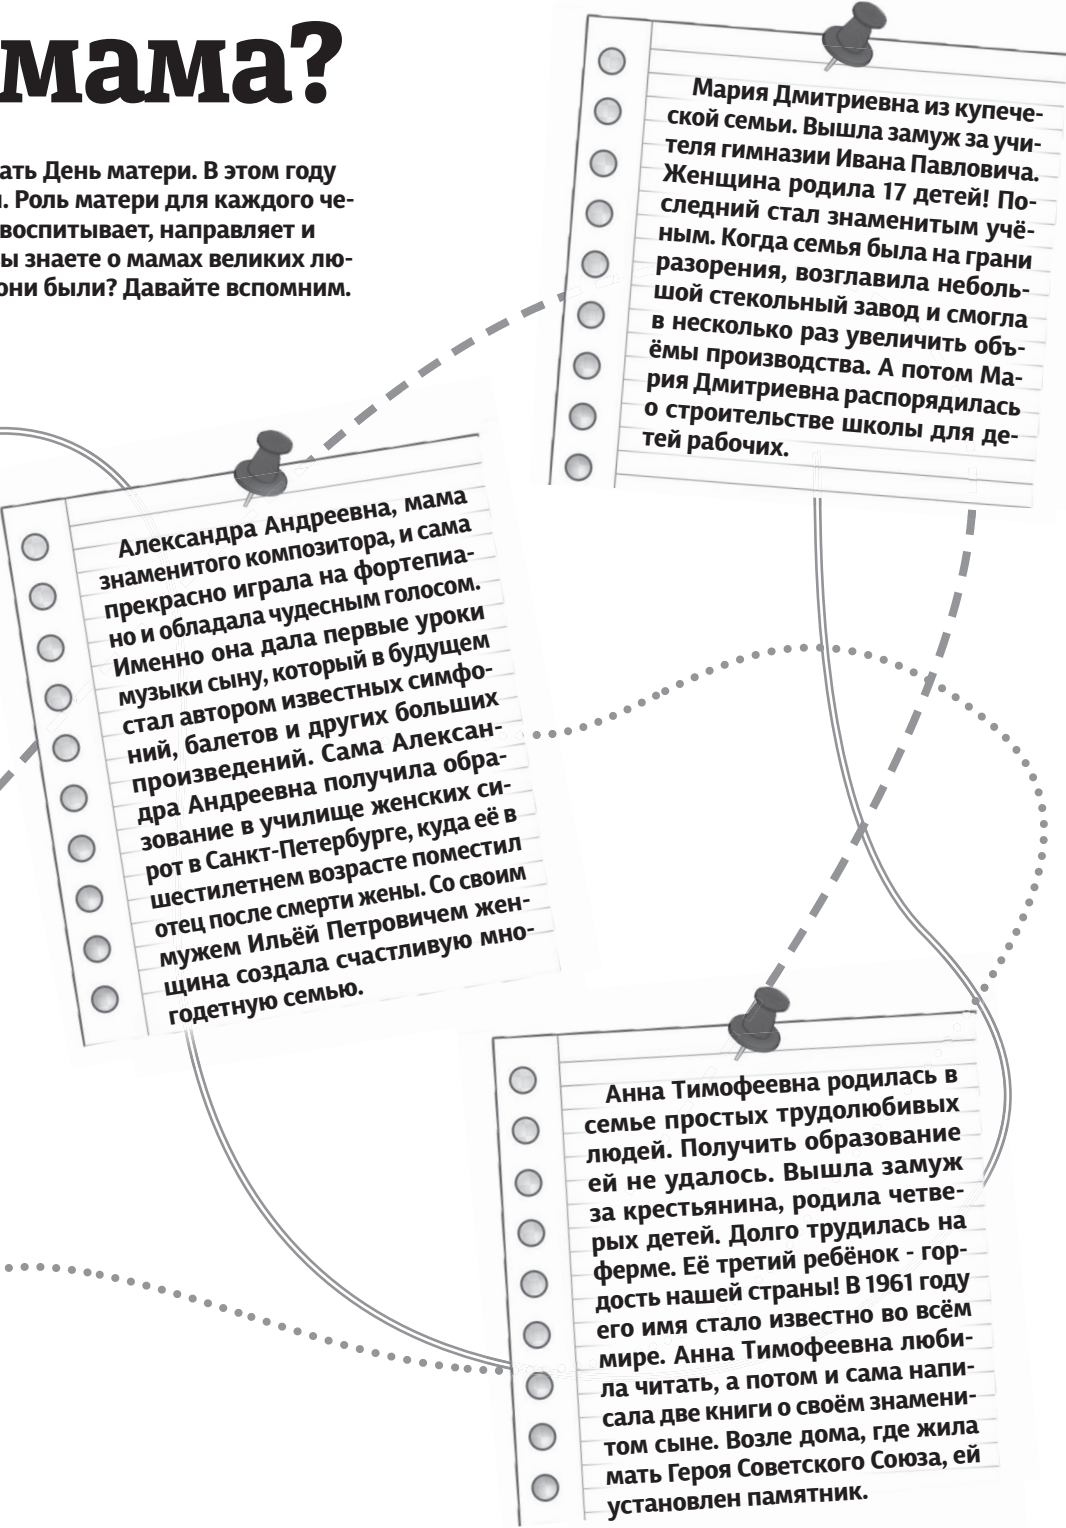 мама?
ать День матери. В этом году
. Роль матери для каждого че-
воспитывает, направляет и
ы знаете о мамах великих лю-
они были? Давайте вспомним.
Мария Дмитриевна из купече-
ской семьи. Вышла замуж за учи-
теля гимназии Ивана Павловича.
Женщина родила 17 детей! По-
следний стал знаменитым учё-
ным. Когда семья была на грани
разорения, возглавила неболь-
шой стекольный завод и смогла
в несколько раз увеличить объ-
ёмы производства. А потом Ма-
рия Дмитриевна распорядилась
о строительстве школы для де-
тей рабочих.
Александра Андреевна, мама
знаменитого композитора, и сама
прекрасно играла на фортепиа-
но и обладала чудесным голосом.
Именно она дала первые уроки
музыки сыну, который в будущем
стал автором известных симфо-
ний, балетов и других больших
произведений. Сама Алексан-
дра Андреевна получила обра-
зование в училище женских си-
рот в Санкт-Петербурге, куда её в
шестилетнем возрасте поместил
отец после смерти жены. Со своим
мужем Ильёй Петровичем жен-
щина создала счастливую мно-
годетную семью.
Анна Тимофеевна родилась в
семье простых трудолюбивых
людей. Получить образование
ей не удалось. Вышла замуж
за крестьянина, родила четве-
рых детей. Долго трудилась на
ферме. Её третий ребёнок - гор-
дость нашей страны! В 1961 году
его имя стало известно во всём
мире. Анна Тимофеевна люби-
ла читать, а потом и сама напи-
сала две книги о своём знамени-
том сыне. Возле дома, где жила
мать Героя Советского Союза, ей
установлен памятник.